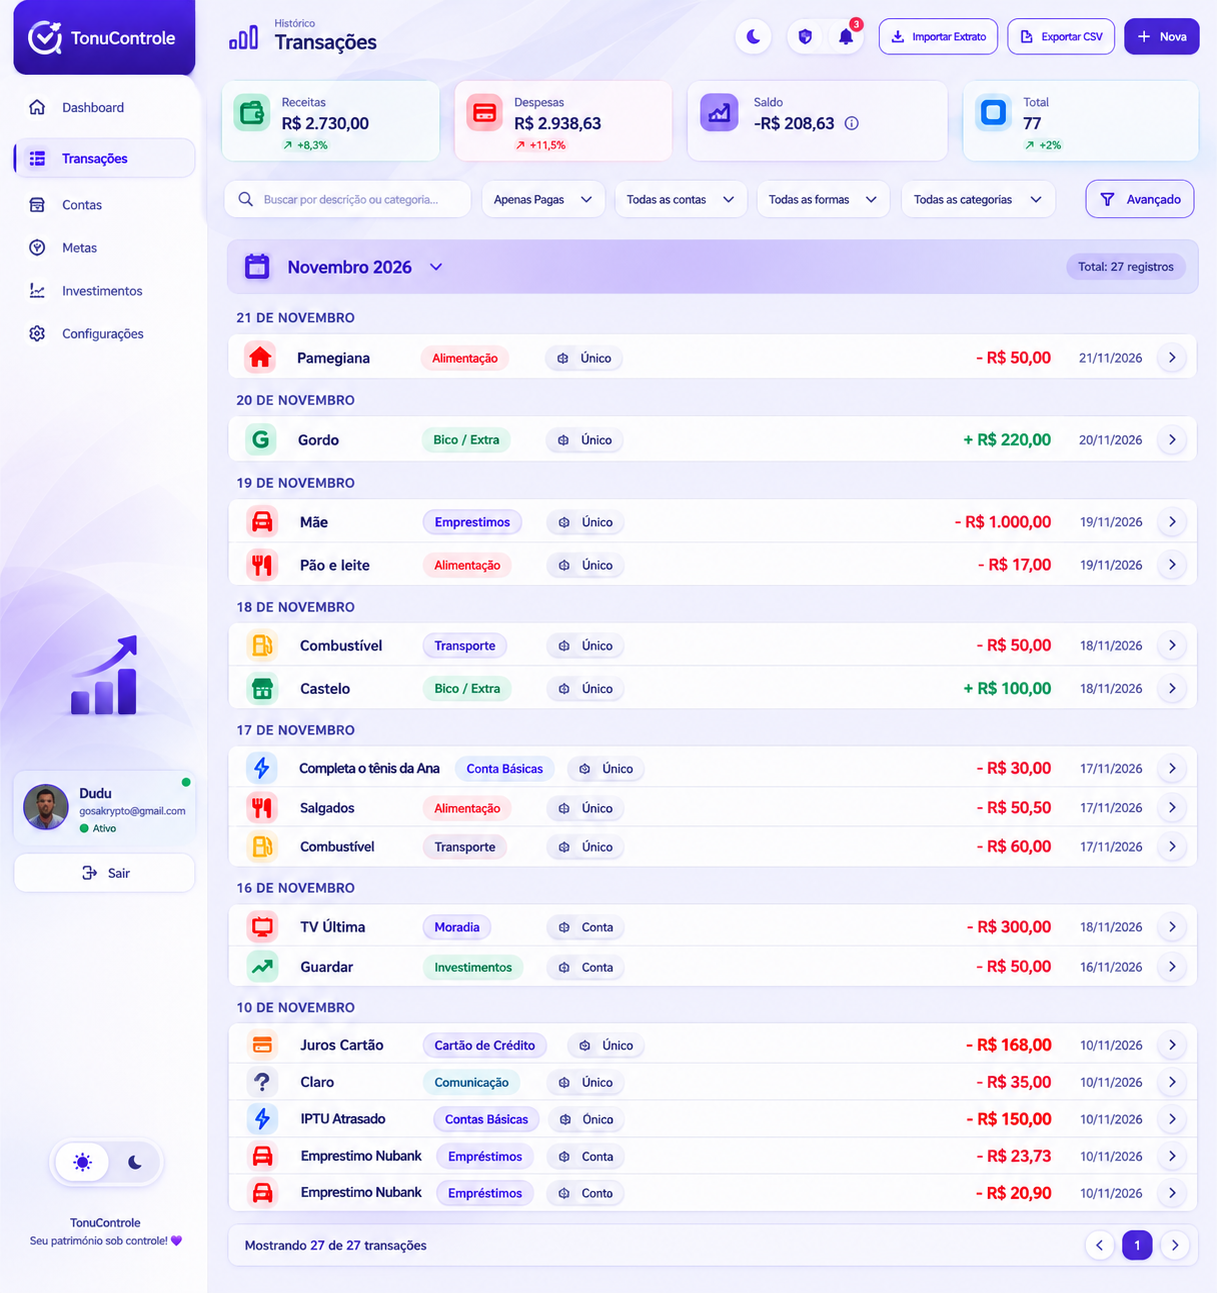 TonuControle
Dashboard
Transações
Contas
Metas
Investimentos
Configurações
Dudu
gosakrypto@gmail.com
Ativo
Sair
TonuControle
Seu património sob controle! 💜
Histórico
Transações
3
Importar Extrato
Exportar CSV
+ Nova
Receitas
R$ 2.730,00
↗ +8,3%
Despesas
R$ 2.938,63
↗ +11,5%
Saldo
-R$ 208,63
Total
77
↗ +2%
Buscar por descrição ou categoria...
Apenas Pagas
Todas as contas
Todas as formas
Todas as categorias
Avançado
Novembro 2026
Total: 27 registros
21 DE NOVEMBRO
Pamegiana Alimentação Único - R$ 50,00 21/11/2026
20 DE NOVEMBRO
G Gordo Bico / Extra Único + R$ 220,00 20/11/2026
19 DE NOVEMBRO
Mãe Emprestimos Único - R$ 1.000,00 19/11/2026
Pão e leite Alimentação Único - R$ 17,00 19/11/2026
18 DE NOVEMBRO
Combustível Transporte Único - R$ 50,00 18/11/2026
Castelo Bico / Extra Único + R$ 100,00 18/11/2026
17 DE NOVEMBRO
Completa o tênis da Ana Conta Básicas Único - R$ 30,00 17/11/2026
Salgados Alimentação Único - R$ 50,50 17/11/2026
Combustível Transporte Único - R$ 60,00 17/11/2026
16 DE NOVEMBRO
TV Última Moradia Conta - R$ 300,00 18/11/2026
Guardar Investimentos Conta - R$ 50,00 16/11/2026
10 DE NOVEMBRO
Juros Cartão Cartão de Crédito Único - R$ 168,00 10/11/2026
? Claro Comunicação Único - R$ 35,00 10/11/2026
IPTU Atrasado Contas Básicas Ónico - R$ 150,00 10/11/2026
Emprestimo Nubank Empréstimos Conta - R$ 23,73 10/11/2026
Emprestimo Nubank Empréstimos Conto - R$ 20,90 10/11/2026
Mostrando 27 de 27 transações
1